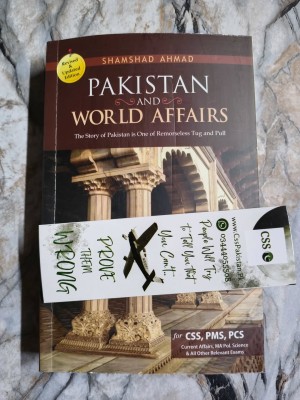 SHAMSHAD AHMAD
Revised &
Updated
Edition
PAKISTAN
AND
WORLD AFFAIRS
The Story of Pakistan is One of Remorseless Tug and Pull
CSS
People Will Try
to Tell You That
You Can't..
PROVE
THEM
WRONG
for CSS, PMS, PCS
Current Affairs, MA Pol. Science
& All Other Relevant Exams